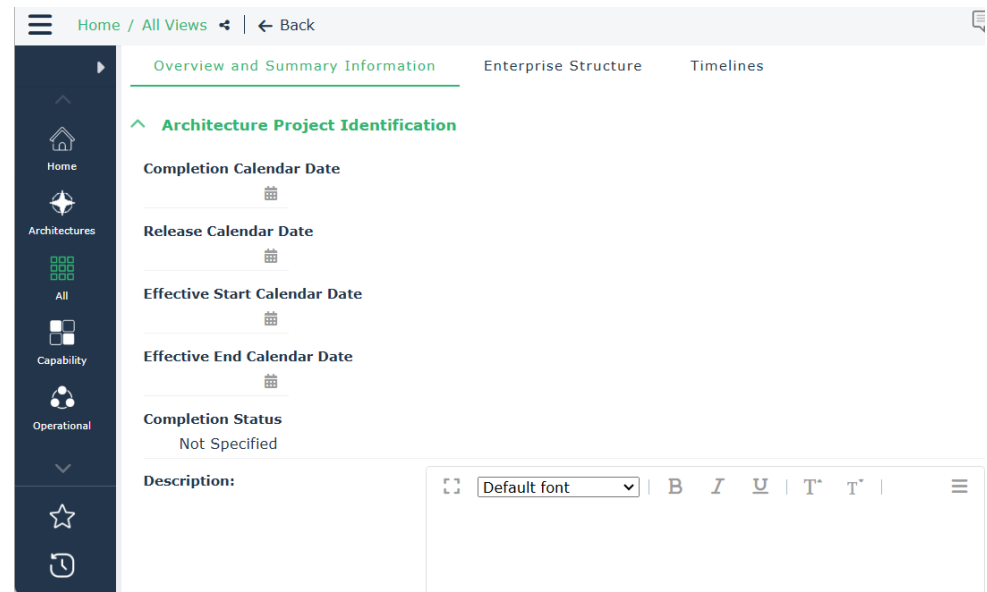 Home / All Views Back
Overview and Summary Information Enterprise Structure Timelines
Architecture Project Identification
Home
Completion Calendar Date
Architectures
Release Calendar Date
All
Effective Start Calendar Date
Capability
Effective End Calendar Date
Operational
Completion Status
Not Specified
Description:
Default font B I U T T